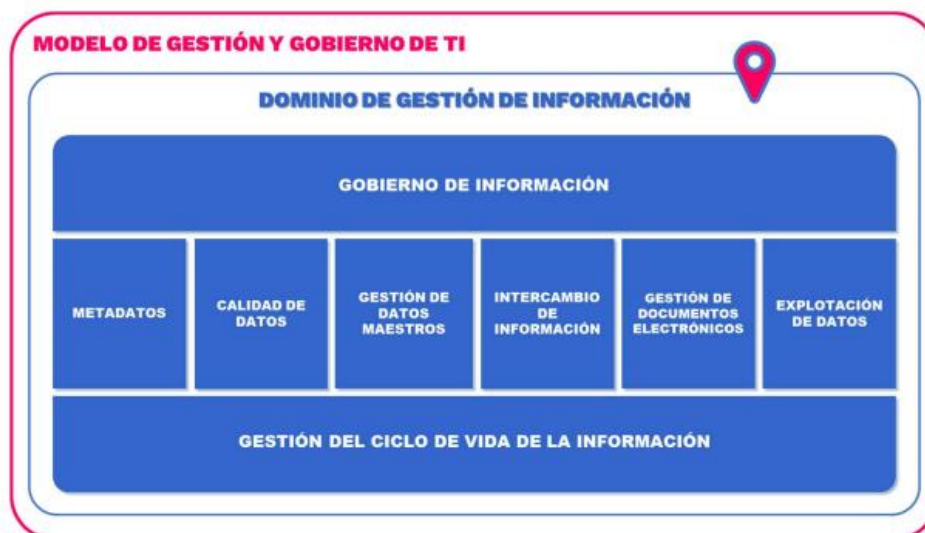 MODELO DE GESTIÓN Y GOBIERNO DE TI
DOMINIO DE GESTIÓN DE INFORMACIÓN
GOBIERNO DE INFORMACIÓN
METADATOS
CALIDAD DE
DATOS
GESTIÓN DE
DATOS
MAESTROS
INTERCAMBIO
DE
INFORMACIÓN
GESTIÓN DE
DOCUMENTOS
ELECTRÓNICOS
EXPLOTACIÓN
DE DATOS
GESTIÓN DEL CICLO DE VIDA DE LA INFORMACIÓN